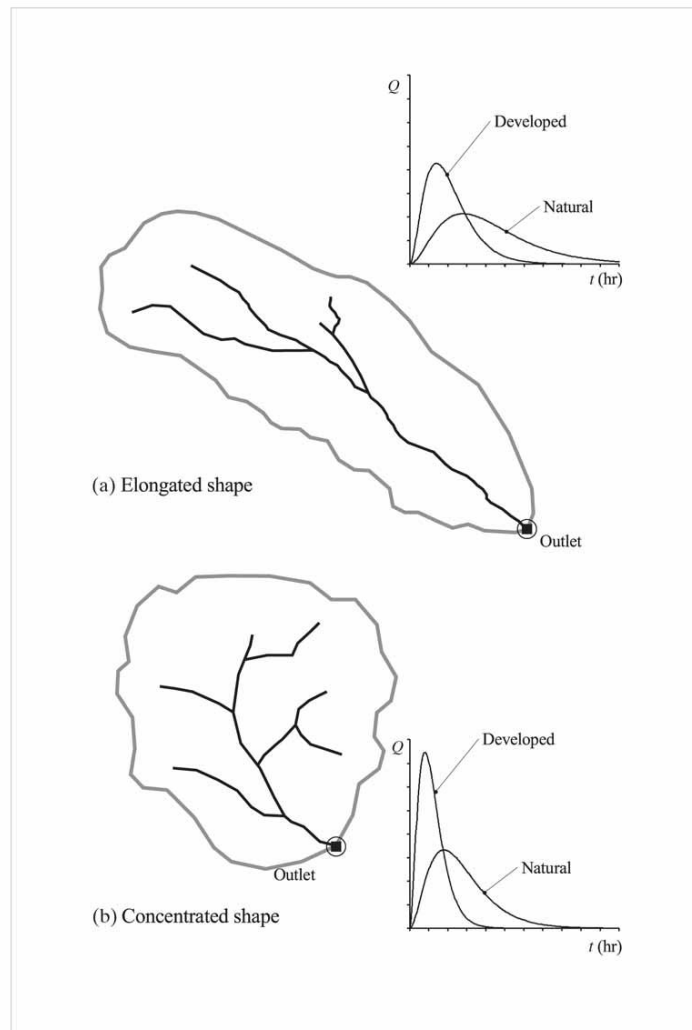 Q
Developed
Natural
t (hr)
(a) Elongated shape
Outlet
Q
Developed
Natural
Outlet
t (hr)
(b) Concentrated shape